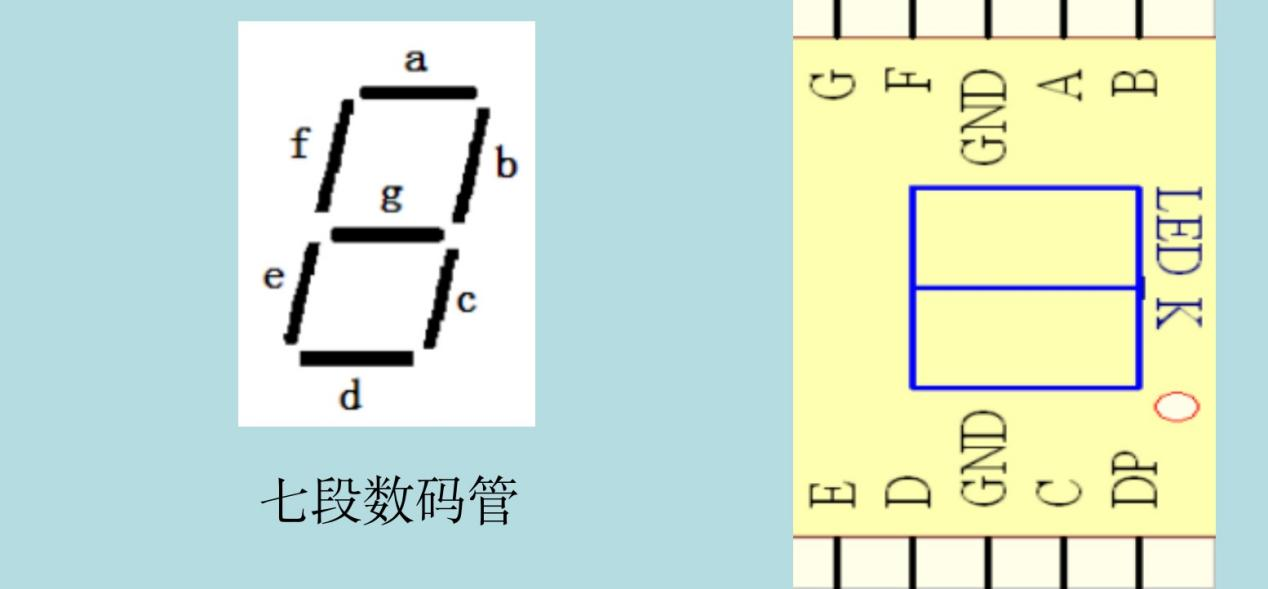 a
f
b
g
e
c
d
七段数码管
G F GND A B
LED K
E D GND C DP